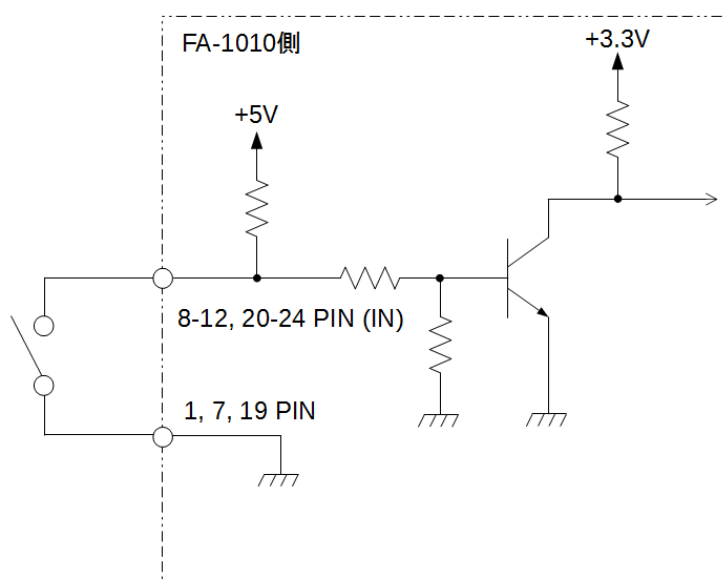 FA-1010側
+3.3V
+5V
8-12, 20-24 PIN (IN)
1, 7, 19 PIN